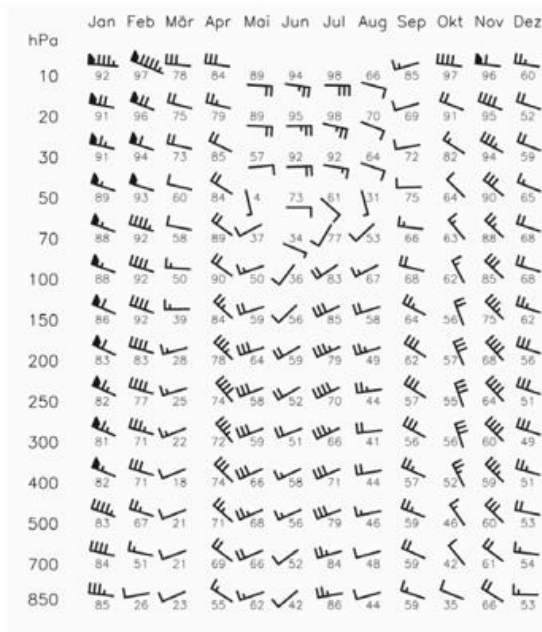 Jan Feb Mär Apr Mai Jun Jul Aug Sep Okt Nov Dez
hPa
10 92 97 78 84 89 94 98 66 85 97 96 60
20 91 96 75 79 89 95 98 70 69 91 95 52
30 91 94 73 85 57 92 92 64 72 82 94 59
50 89 93 60 84 4 73 61 31 75 64 90 65
70 88 92 58 89 37 34 77 53 66 63 88 68
100 88 92 50 90 50 36 83 67 68 62 85 68
150 86 92 39 84 59 56 85 58 64 56 75 62
200 83 83 28 78 64 59 79 49 62 57 68 56
250 82 77 25 74 58 52 70 44 57 55 64 51
300 81 71 22 72 59 51 66 41 56 56 60 49
400 82 71 18 74 66 58 71 44 57 52 59 51
500 83 67 21 71 68 56 79 46 59 46 60 53
700 84 51 21 69 66 52 84 48 59 42 61 54
850 85 26 23 55 62 42 86 44 59 35 66 53